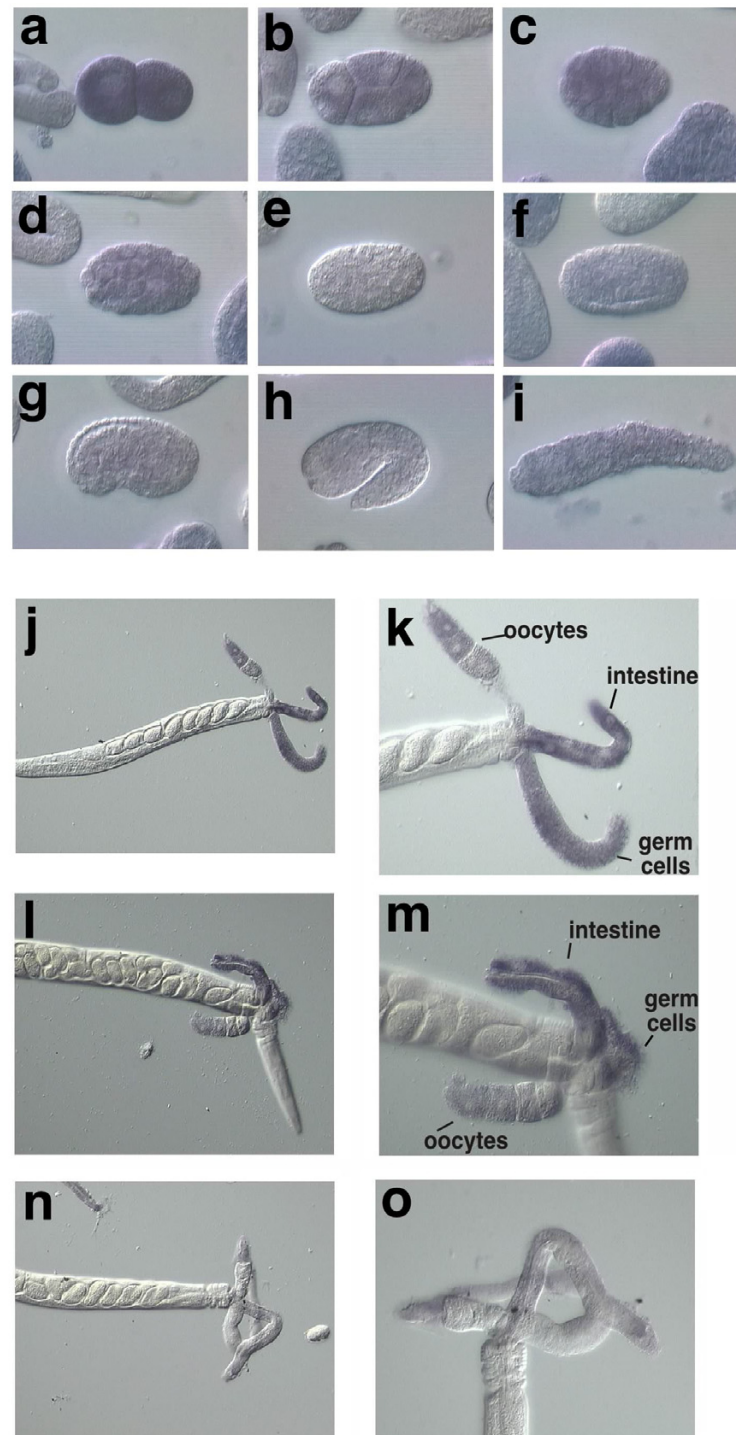 a
b
c
d
e
f
g
h
i
j
k
oocytes
intestine
germ
cells
l
m
intestine
germ
cells
oocytes
n
o